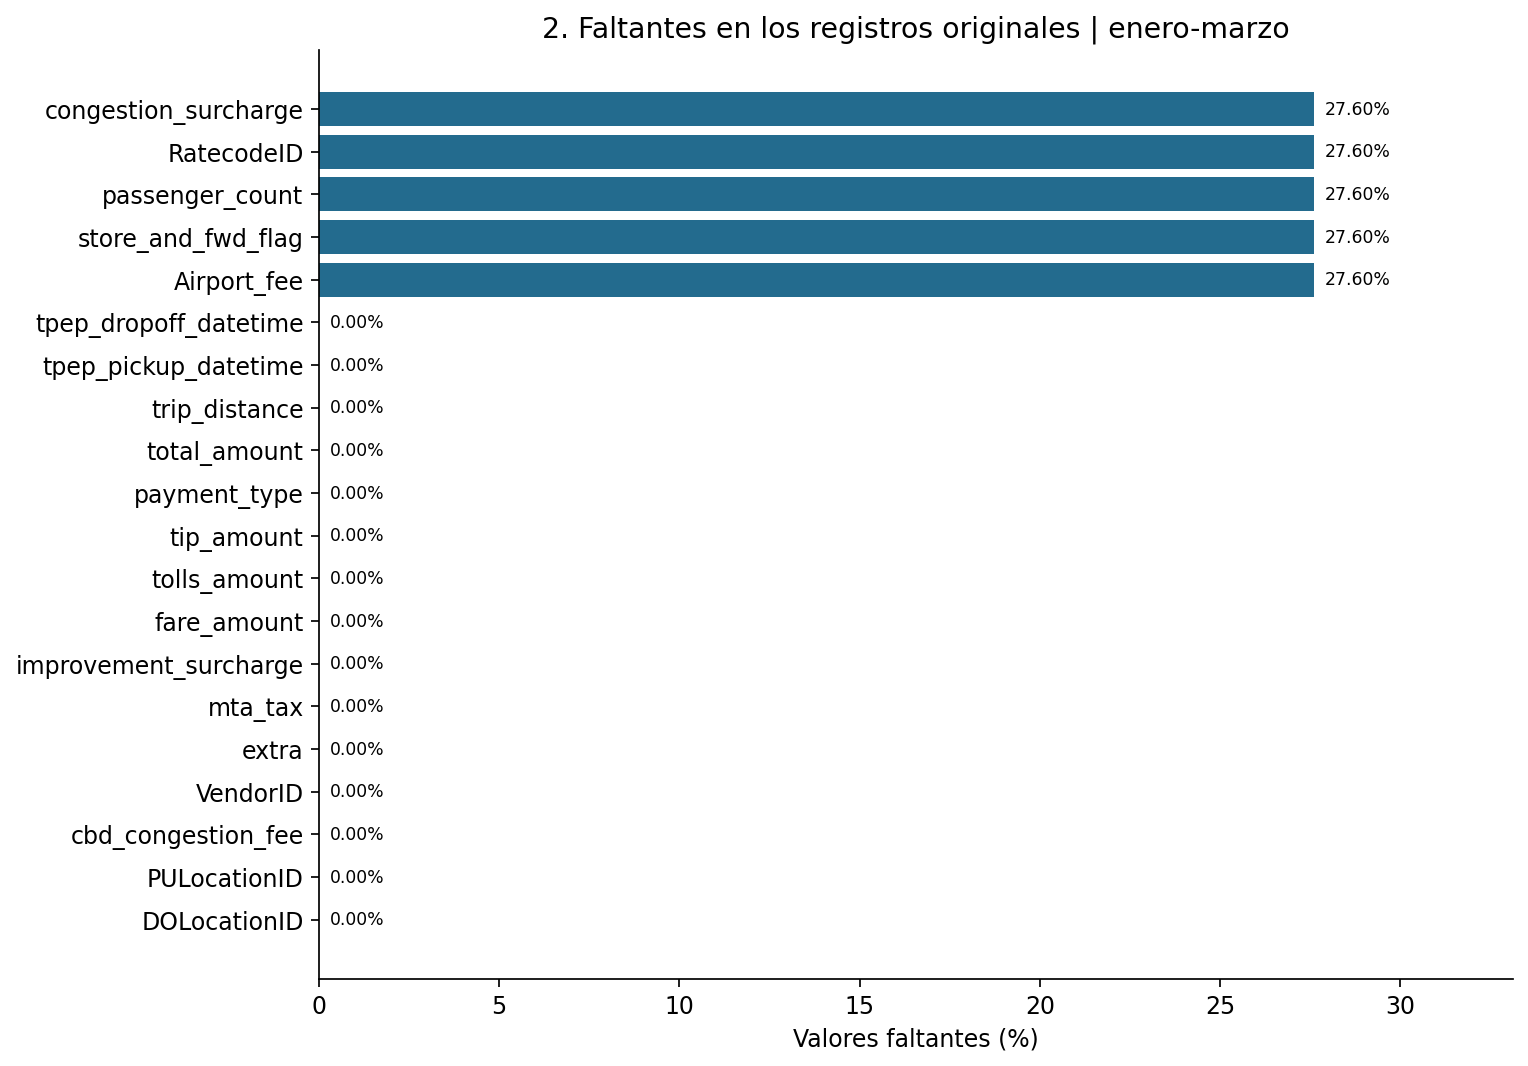 2. Faltantes en los registros originales | enero-marzo
congestion_surcharge 27.60%
RatecodeID 27.60%
passenger_count 27.60%
store_and_fwd_flag 27.60%
Airport_fee 27.60%
tpep_dropoff_datetime 0.00%
tpep_pickup_datetime 0.00%
trip_distance 0.00%
total_amount 0.00%
payment_type 0.00%
tip_amount 0.00%
tolls_amount 0.00%
fare_amount 0.00%
improvement_surcharge 0.00%
mta_tax 0.00%
extra 0.00%
VendorID 0.00%
cbd_congestion_fee 0.00%
PULocationID 0.00%
DOLocationID 0.00%
0 5 10 15 20 25 30
Valores faltantes (%)